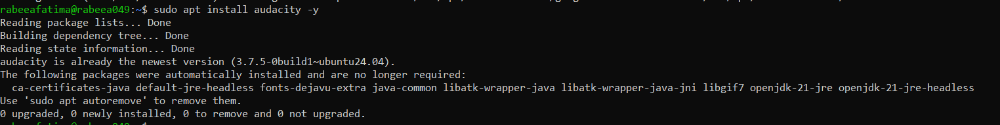 rabeeafatima@rabeea049:~$ sudo apt install audacity -y
Reading package lists... Done
Building dependency tree... Done
Reading state information... Done
audacity is already the newest version (3.7.5-0build1~ubuntu24.04).
The following packages were automatically installed and are no longer required:
  ca-certificates-java default-jre-headless fonts-dejavu-extra java-common libatk-wrapper-java libatk-wrapper-java-jni libgif7 openjdk-21-jre openjdk-21-jre-headless
Use 'sudo apt autoremove' to remove them.
0 upgraded, 0 newly installed, 0 to remove and 0 not upgraded.